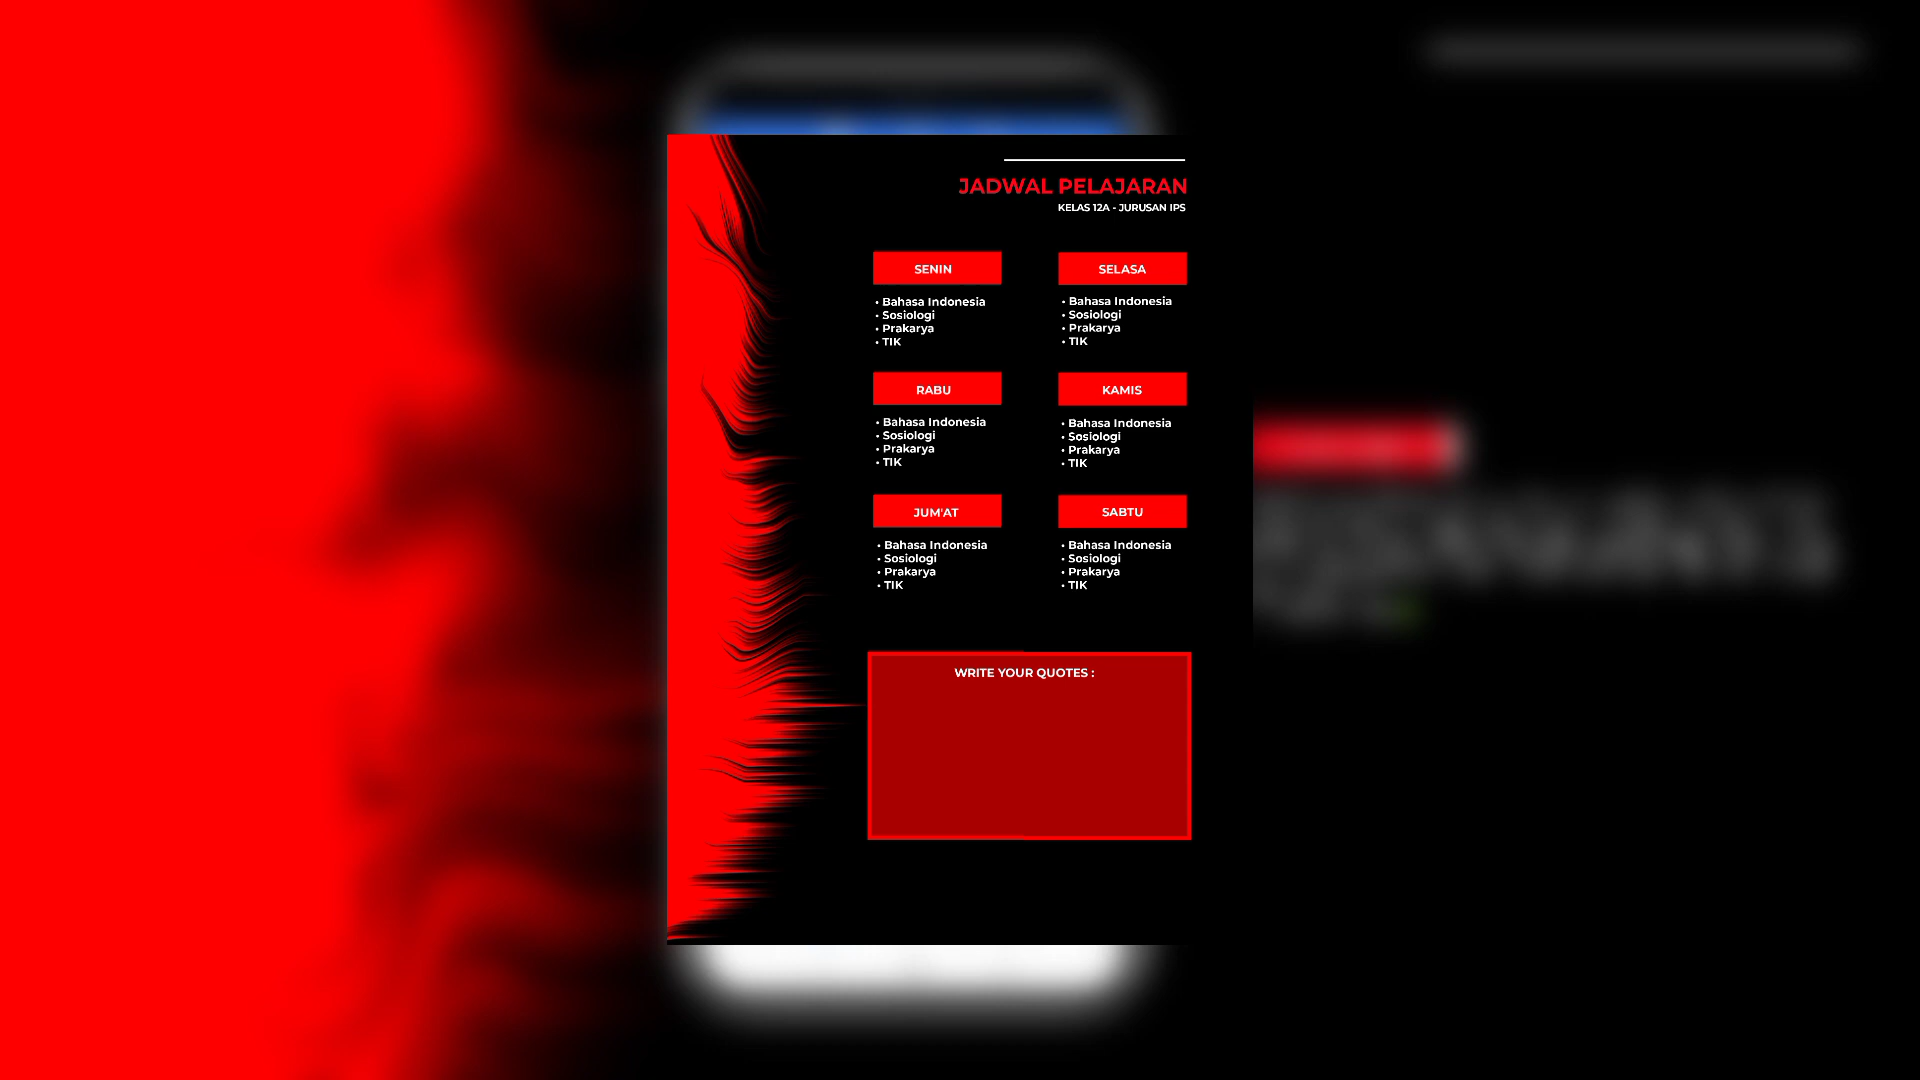 JADWAL PELAJARAN
KELAS 12A - JURUSAN IPS
SENIN
• Bahasa Indonesia
• Sosiologi
• Prakarya
• TIK
SELASA
• Bahasa Indonesia
• Sosiologi
• Prakarya
• TIK
RABU
• Bahasa Indonesia
• Sosiologi
• Prakarya
• TIK
KAMIS
• Bahasa Indonesia
• Sosiologi
• Prakarya
• TIK
JUM'AT
• Bahasa Indonesia
• Sosiologi
• Prakarya
• TIK
SABTU
• Bahasa Indonesia
• Sosiologi
• Prakarya
• TIK
WRITE YOUR QUOTES :